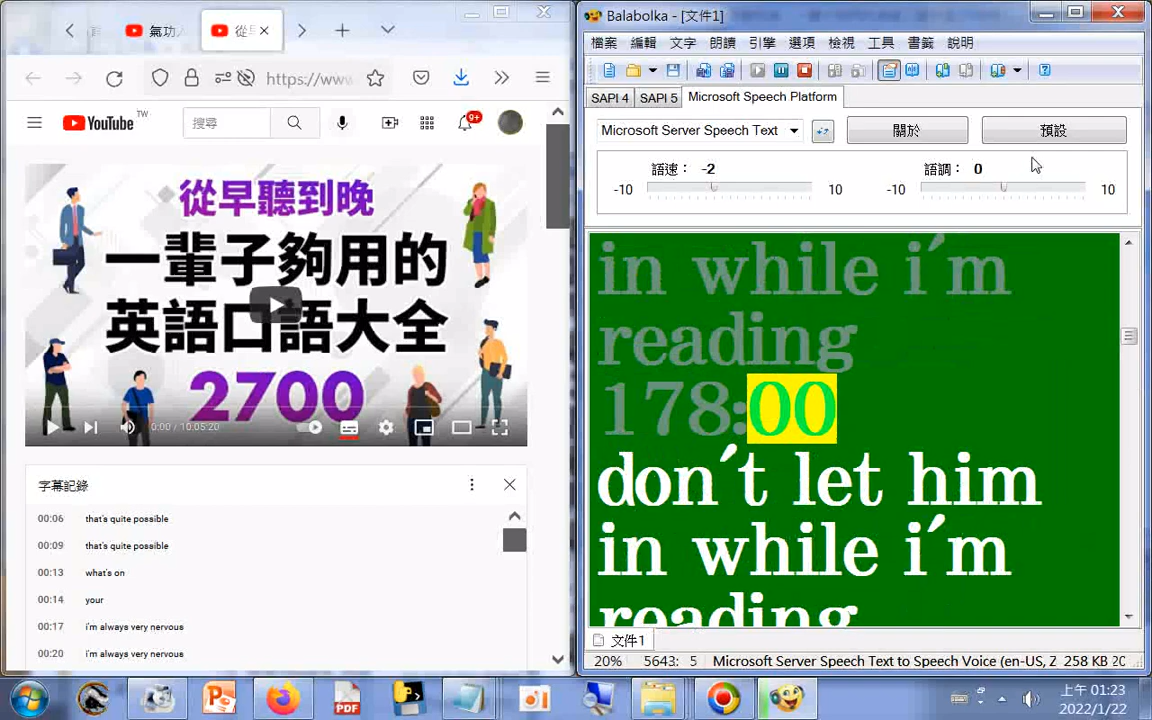 氣功
從
https://www
YouTube TW
搜尋
9+
從早聽到晚
一輩子夠用的
英語口語大全
2700
0:00 / 10:05:20
字幕記錄
00:06 that's quite possible
00:09 that's quite possible
00:13 what's on
00:14 your
00:17 i'm always very nervous
00:20 i'm always very nervous
Balabolka - [文件1]
檔案 編輯 文字 朗讀 引擎 選項 檢視 工具 書籤 說明
SAPI 4 SAPI 5 Microsoft Speech Platform
Microsoft Server Speech Text 關於 預設
語速： -2 語調： 0
-10 10 -10 10
in while i´m
reading
178:00
don´t let him
in while i´m
reading
文件1
20% 5643: 5 Microsoft Server Speech Text to Speech Voice (en-US, Z 258 KB 20
PDF
上午 01:23
2022/1/22